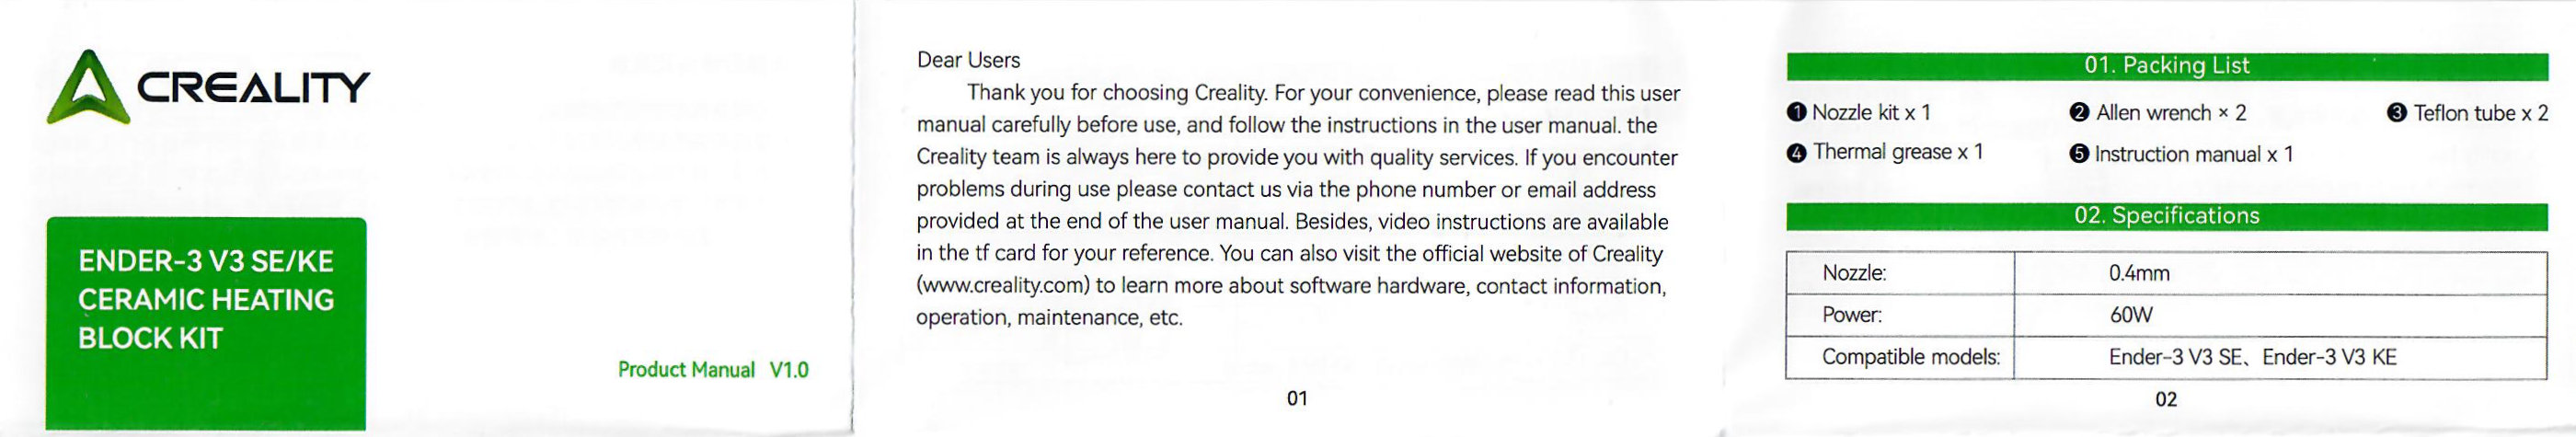 CREALITY
ENDER-3 V3 SE/KE
CERAMIC HEATING
BLOCK KIT
Product Manual V1.0
Dear Users
Thank you for choosing Creality. For your convenience, please read this user
manual carefully before use, and follow the instructions in the user manual. the
Creality team is always here to provide you with quality services. If you encounter
problems during use please contact us via the phone number or email address
provided at the end of the user manual. Besides, video instructions are available
in the tf card for your reference. You can also visit the official website of Creality
(www.creality.com) to learn more about software hardware, contact information,
operation, maintenance, etc.
01
01. Packing List
❶ Nozzle kit x 1 ❷ Allen wrench × 2 ❸ Teflon tube x 2
❹ Thermal grease x 1 ❺ Instruction manual x 1
02. Specifications
Nozzle: 0.4mm
Power: 60W
Compatible models: Ender-3 V3 SE、Ender-3 V3 KE
02